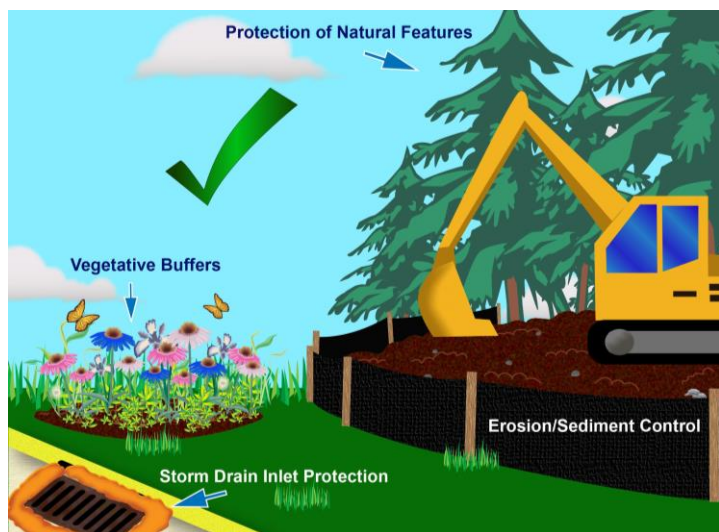 Protection of Natural Features
Vegetative Buffers
Erosion/Sediment Control
Storm Drain Inlet Protection